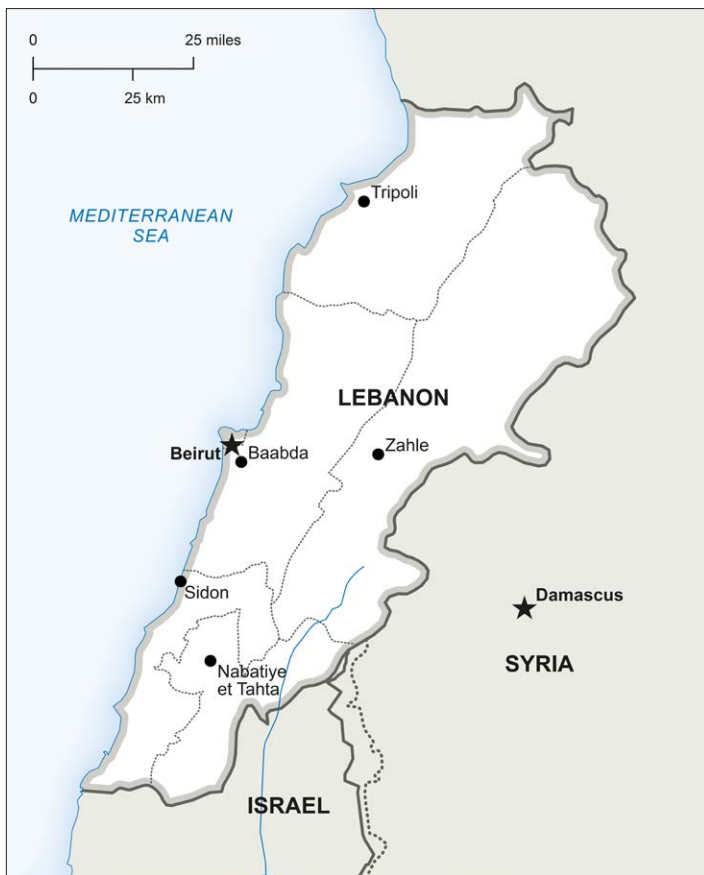 0 25 miles
0 25 km
Tripoli
MEDITERRANEAN
SEA
LEBANON
Beirut
Baabda
Zahle
Sidon
Damascus
Nabatiye
et Tahta
SYRIA
ISRAEL